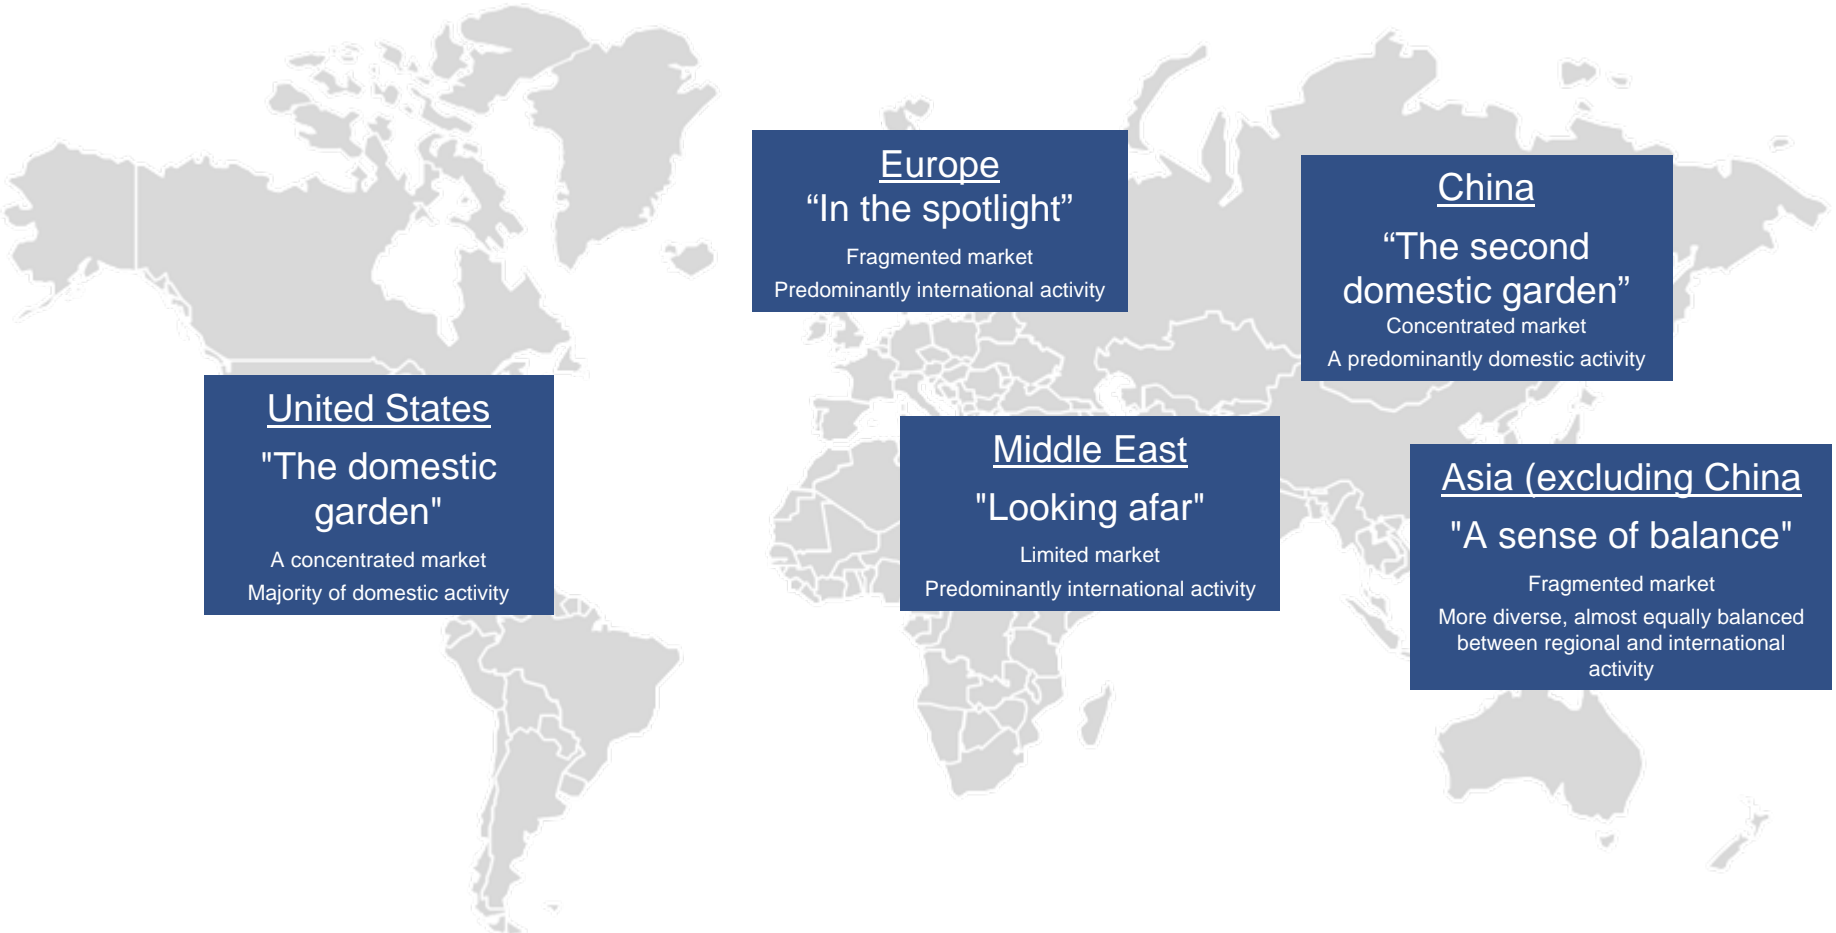 Europe
“In the spotlight”
Fragmented market
Predominantly international activity
China
“The second
domestic garden”
Concentrated market
A predominantly domestic activity
United States
"The domestic
garden"
A concentrated market
Majority of domestic activity
Middle East
"Looking afar"
Limited market
Predominantly international activity
Asia (excluding China
"A sense of balance"
Fragmented market
More diverse, almost equally balanced
between regional and international
activity